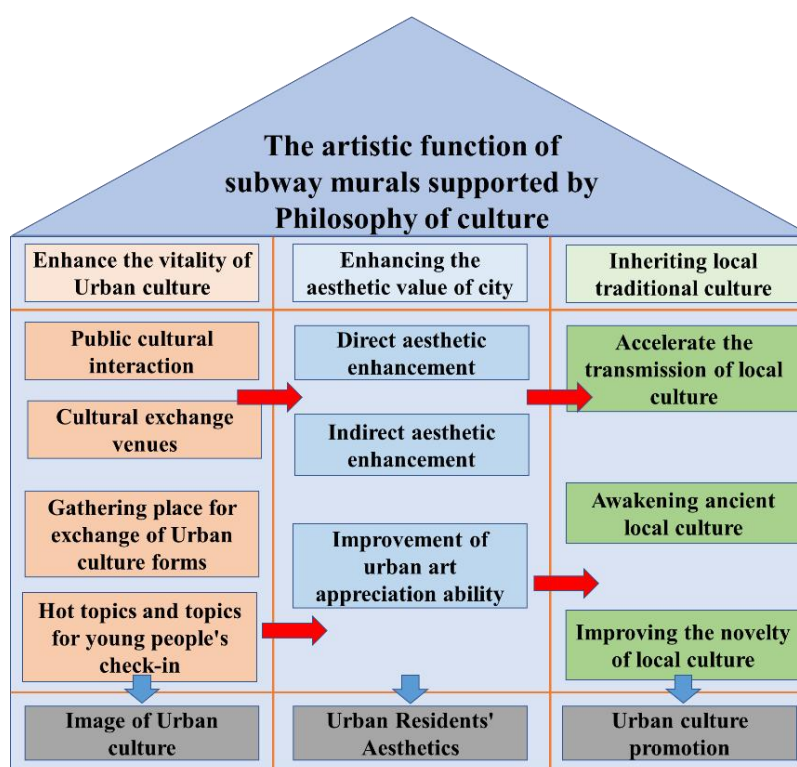 The artistic function of
subway murals supported by
Philosophy of culture
Enhance the vitality of
Urban culture
Enhancing the
aesthetic value of city
Inheriting local
traditional culture
Public cultural
interaction
Cultural exchange
venues
Gathering place for
exchange of Urban
culture forms
Hot topics and topics
for young people's
check-in
Direct aesthetic
enhancement
Indirect aesthetic
enhancement
Improvement of
urban art
appreciation ability
Accelerate the
transmission of local
culture
Awakening ancient
local culture
Improving the novelty
of local culture
Image of Urban
culture
Urban Residents'
Aesthetics
Urban culture
promotion